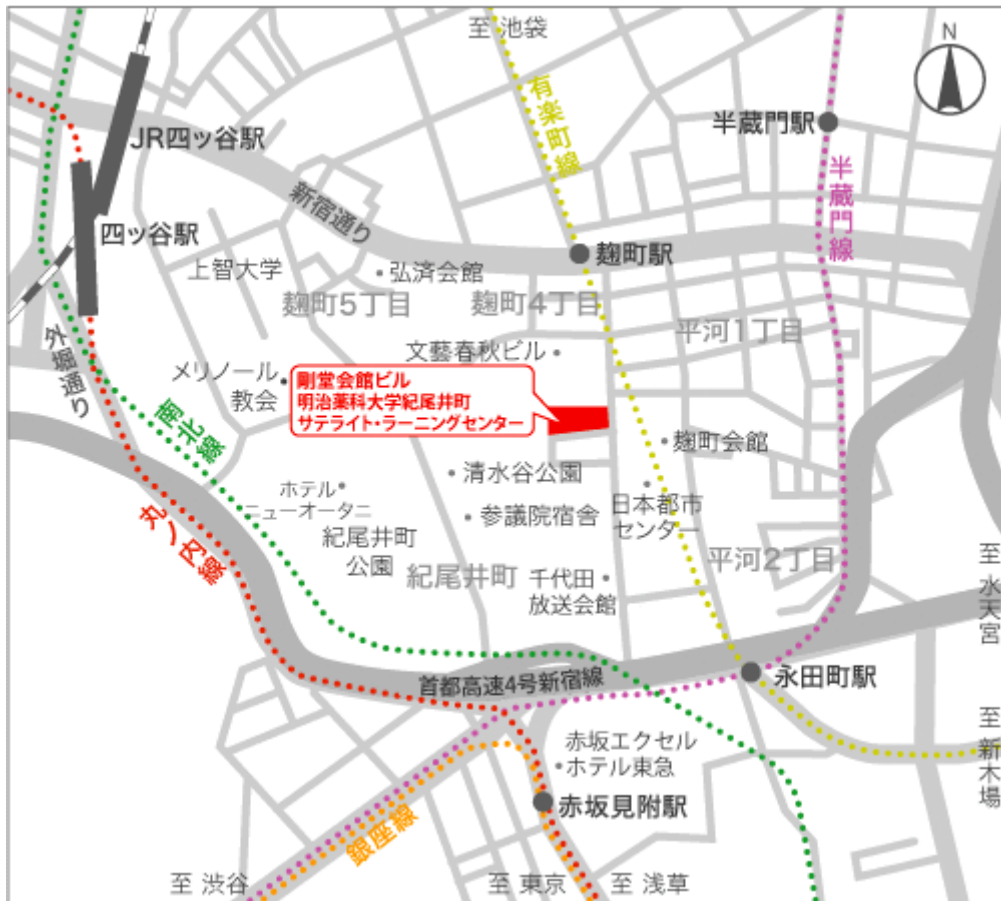 至 池袋
N
有楽町線
半蔵門駅
JR四ッ谷駅
半蔵門線
新宿通り
四ッ谷駅
麹町駅
上智大学
弘済会館
麹町5丁目
麹町4丁目
平河1丁目
外堀通り
文藝春秋ビル
メリノール
教会
剛堂会館ビル
明治薬科大学紀尾井町
サテライト・ラーニングセンター
南北線
麹町会館
清水谷公園
ホテル
ニューオータニ
参議院宿舎
日本都市
センター
丸ノ内線
紀尾井町
公園
平河2丁目
紀尾井町
千代田
放送会館
至 水天宮
首都高速4号新宿線
永田町駅
至 新木場
赤坂エクセル
ホテル東急
赤坂見附駅
銀座線
至 渋谷
至 東京
至 浅草